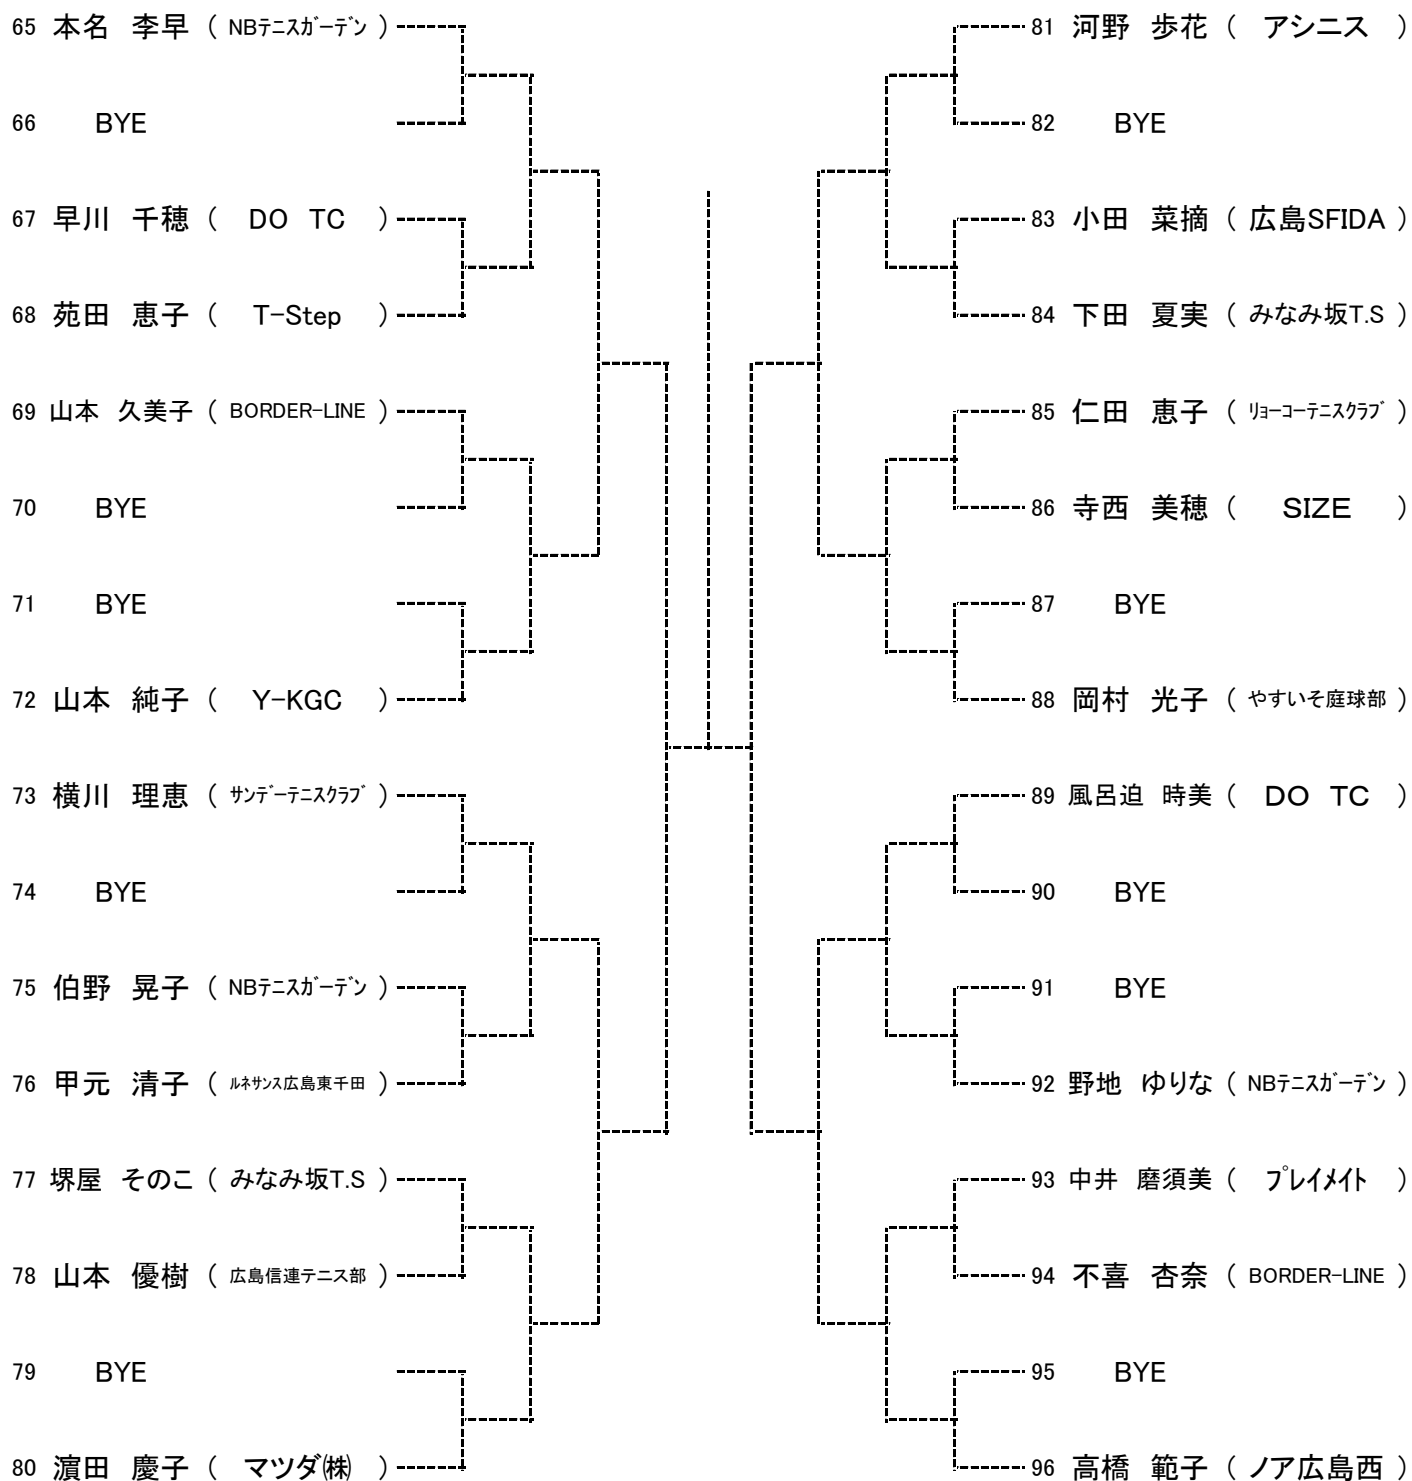 65 本名 李早 ( NBﾃﾆｽｶﾞｰﾃﾞﾝ )
66 BYE
67 早川 千穂 ( DO TC )
68 苑田 恵子 ( T-Step )
69 山本 久美子 ( BORDER-LINE )
70 BYE
71 BYE
72 山本 純子 ( Y-KGC )
73 横川 理恵 ( ｻﾝﾃﾞｰﾃﾆｽｸﾗﾌﾞ )
74 BYE
75 伯野 晃子 ( NBﾃﾆｽｶﾞｰﾃﾞﾝ )
76 甲元 清子 ( ﾙﾈｻﾝｽ広島東千田 )
77 堺屋 そのこ ( みなみ坂T.S )
78 山本 優樹 ( 広島信連テニス部 )
79 BYE
80 濵田 慶子 ( マツダ㈱ )
81 河野 歩花 ( アシニス )
82 BYE
83 小田 菜摘 ( 広島SFIDA )
84 下田 夏実 ( みなみ坂T.S )
85 仁田 恵子 ( ﾘｮｰｺｰﾃﾆｽｸﾗﾌﾞ )
86 寺西 美穂 ( SIZE )
87 BYE
88 岡村 光子 ( やすいそ庭球部 )
89 風呂迫 時美 ( DO TC )
90 BYE
91 BYE
92 野地 ゆりな ( NBﾃﾆｽｶﾞｰﾃﾞﾝ )
93 中井 磨須美 ( ﾌﾟﾚｲﾒｲﾄ )
94 不喜 杏奈 ( BORDER-LINE )
95 BYE
96 高橋 範子 ( ノア広島西 )